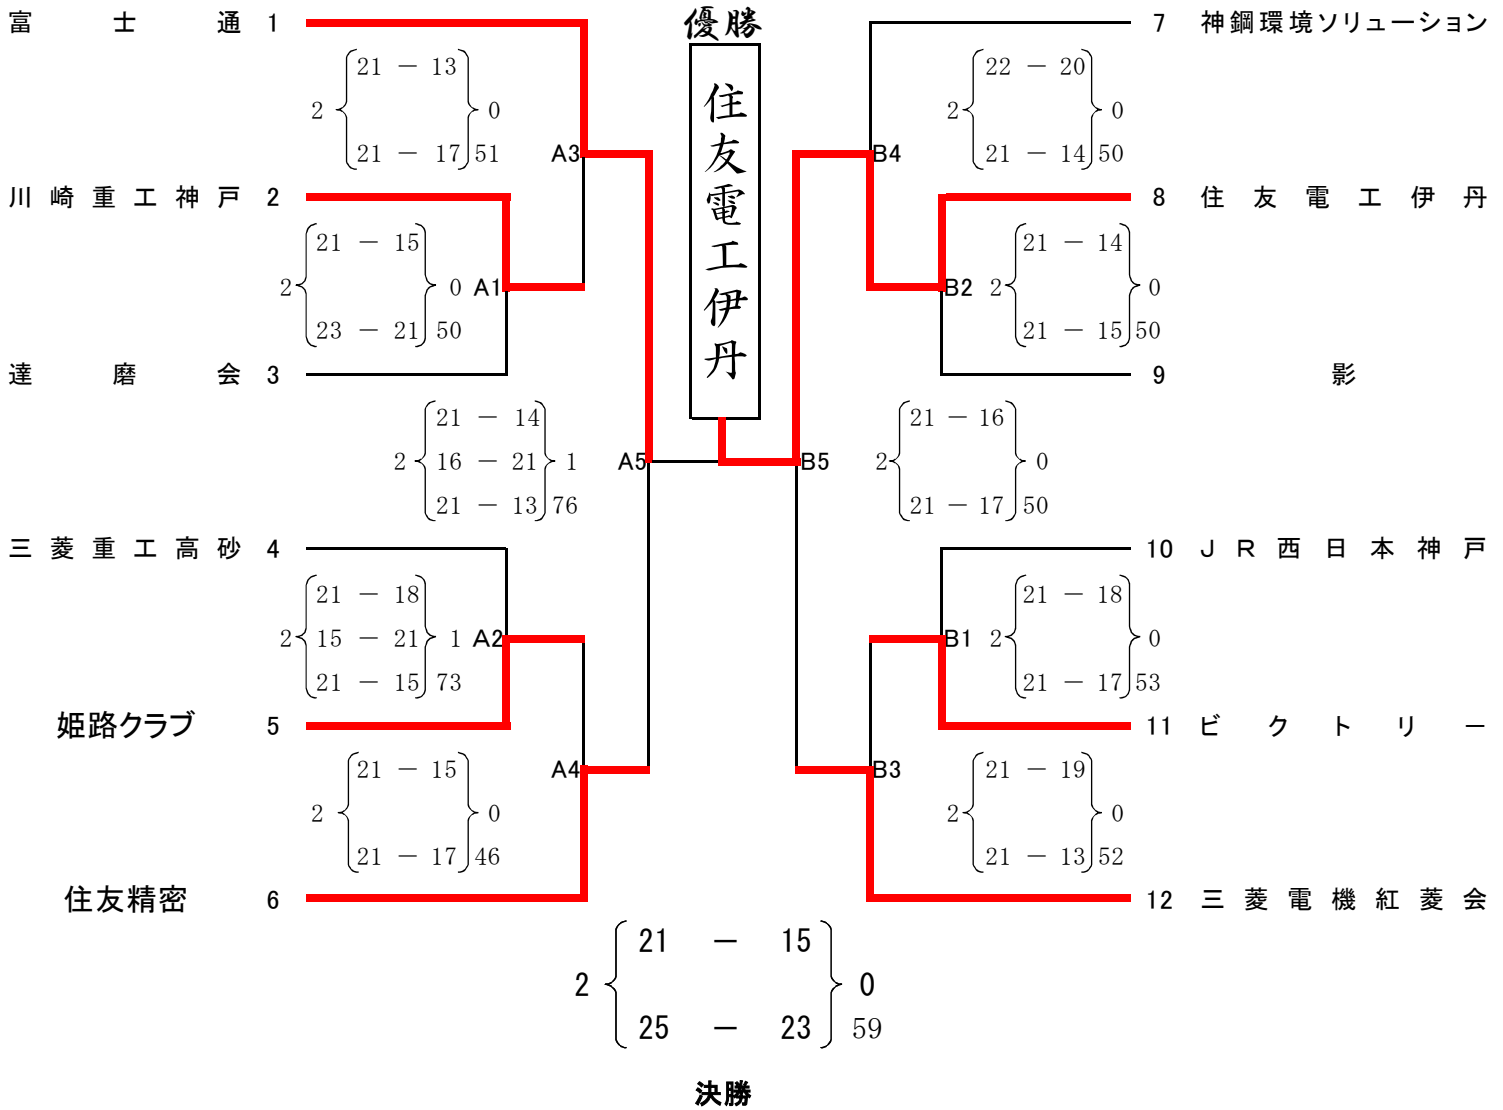 優勝
住友電工伊丹
富士通 1
21 － 13
2 0
21 － 17 51
A3
川崎重工神戸 2
21 － 15
2 0 A1
23 － 21 50
達磨会 3
21 － 14
2 16 － 21 1 A5
21 － 13 76
三菱重工高砂 4
21 － 18
2 15 － 21 1 A2
21 － 15 73
姫路クラブ 5
21 － 15 A4
2 0
21 － 17 46
住友精密 6
7 神鋼環境ソリューション
22 － 20
2 0
B4 21 － 14 50
8 住友電工伊丹
21 － 14
B2 2 0
21 － 15 50
9 影
21 － 16
B5 2 0
21 － 17 50
10 ＪＲ西日本神戸
21 － 18
B1 2 0
21 － 17 53
11 ビクトリー
B3 21 － 19
2 0
21 － 13 52
12 三菱電機紅菱会
21 － 15
2 0
25 － 23 59
決勝